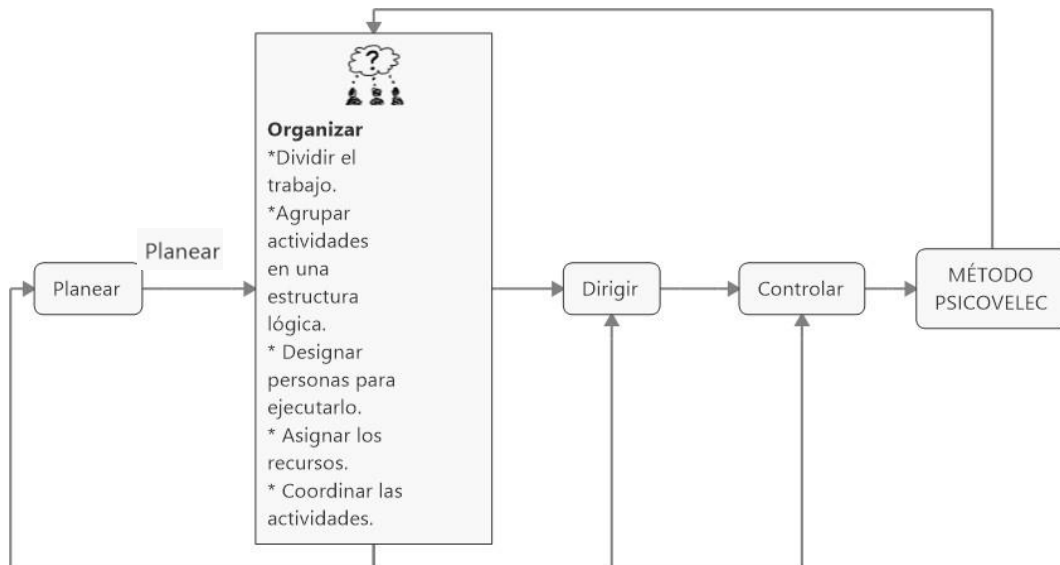 ?
Organizar
*Dividir el
trabajo.
*Agrupar
actividades
en una
estructura
lógica.
* Designar
personas para
ejecutarlo.
* Asignar los
recursos.
* Coordinar las
actividades.
Planear
Planear
Dirigir
Controlar
MÉTODO
PSICOVELEC